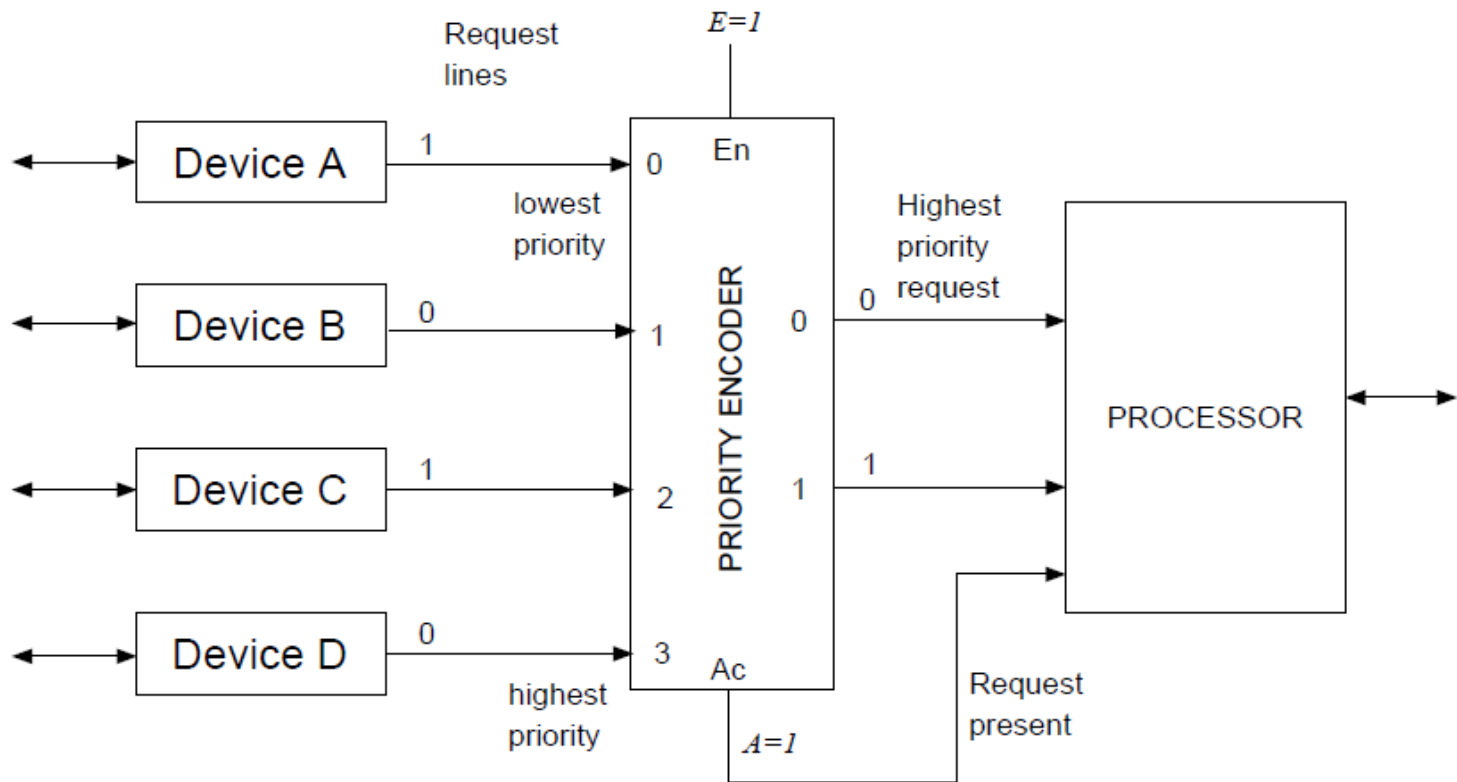 Request
lines
E=1
Device A
1
0
En
lowest
priority
Highest
priority
request
Device B
0
1
0
0
PRIORITY ENCODER
PROCESSOR
Device C
1
2
1
1
Device D
0
3
Ac
highest
priority
A=1
Request
present